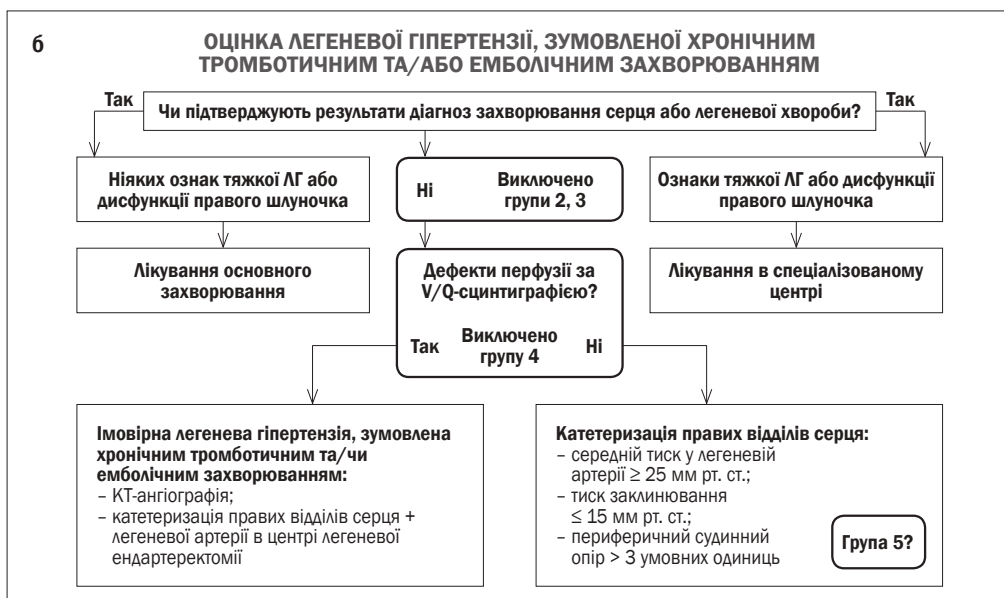 б
ОЦІНКА ЛЕГЕНЕВОЇ ГІПЕРТЕНЗІЇ, ЗУМОВЛЕНОЇ ХРОНІЧНИМ
ТРОМБОТИЧНИМ ТА/АБО ЕМБОЛІЧНИМ ЗАХВОРЮВАННЯМ
Так
Чи підтверджують результати діагноз захворювання серця або легеневої хвороби?
Так
Ніяких ознак тяжкої ЛГ або
дисфункції правого шлуночка
Ні
Виключено
групи 2, 3
Ознаки тяжкої ЛГ або дисфункції
правого шлуночка
Лікування основного
захворювання
Дефекти перфузії за
V/Q-сцинтиграфією?
Так
Виключено
групу 4
Ні
Лікування в спеціалізованому
центрі
Імовірна легенева гіпертензія, зумовлена
хронічним тромботичним та/чи
емболічним захворюванням:
– КТ-ангіографія;
– катетеризація правих відділів серця +
легеневої артерії в центрі легеневої
ендартеректомії
Катетеризація правих відділів серця:
– середній тиск у легеневій
артерії ≥ 25 мм рт. ст.;
– тиск заклинювання
≤ 15 мм рт. ст.;
– периферичний судинний
опір > 3 умовних одиниць
Група 5?